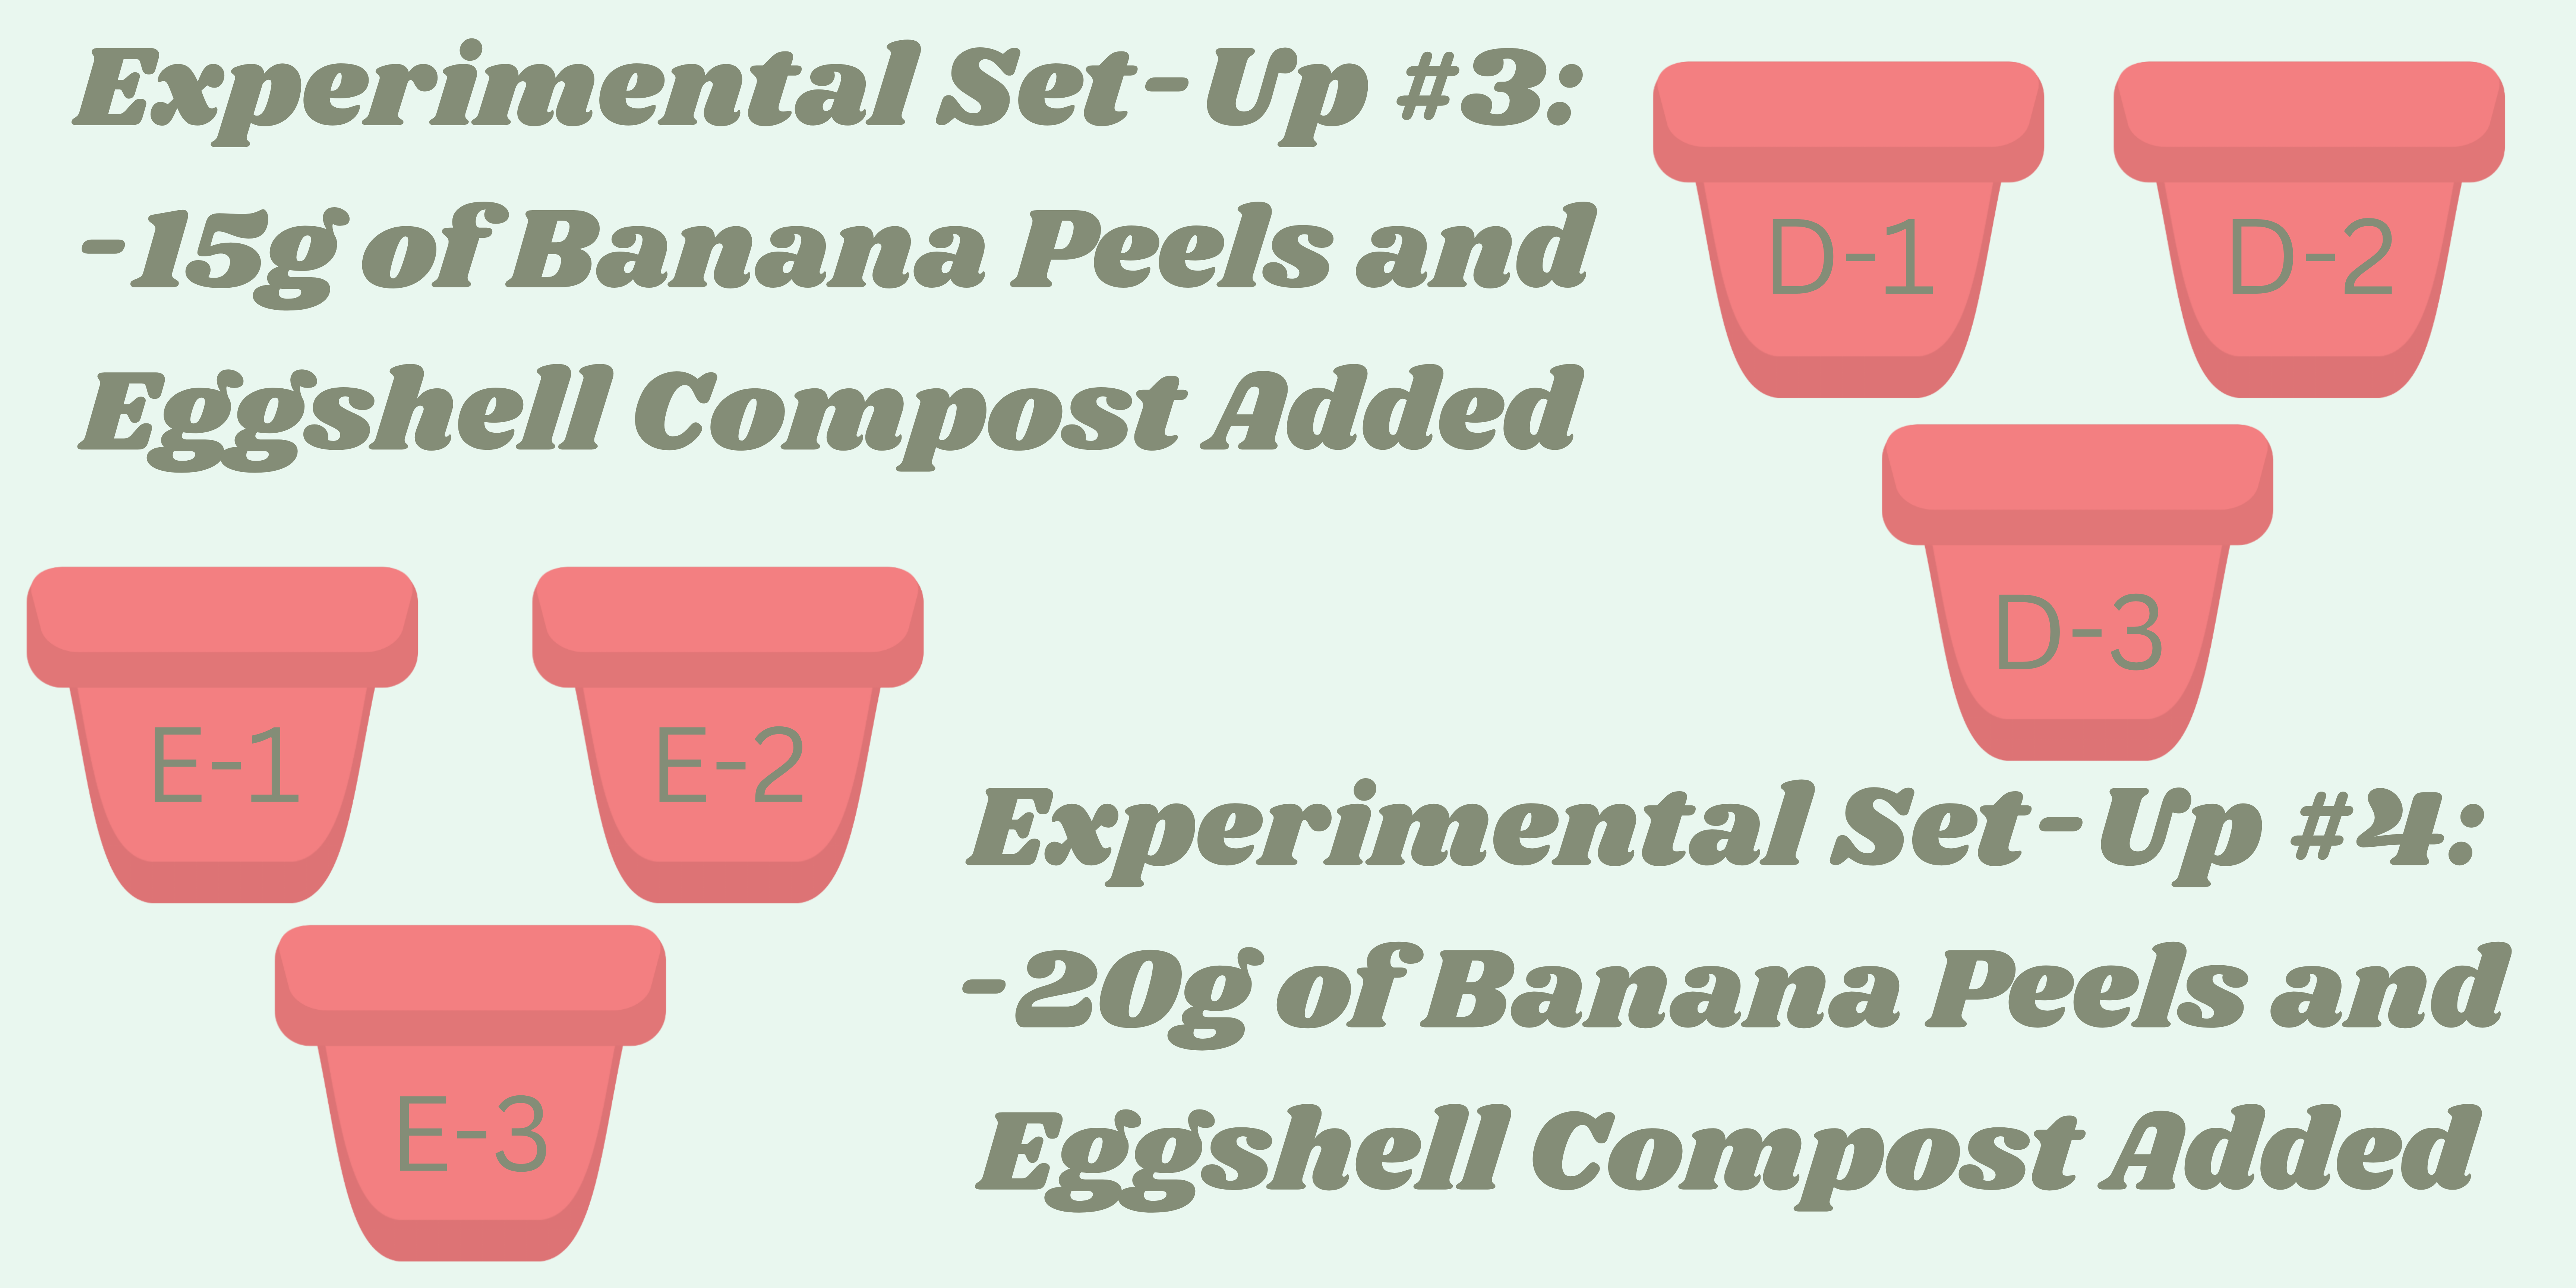 Experimental Set-Up #3:
-15g of Banana Peels and
Eggshell Compost Added
D-1
D-2
D-3
E-1
E-2
E-3
Experimental Set-Up #4:
-20g of Banana Peels and
Eggshell Compost Added